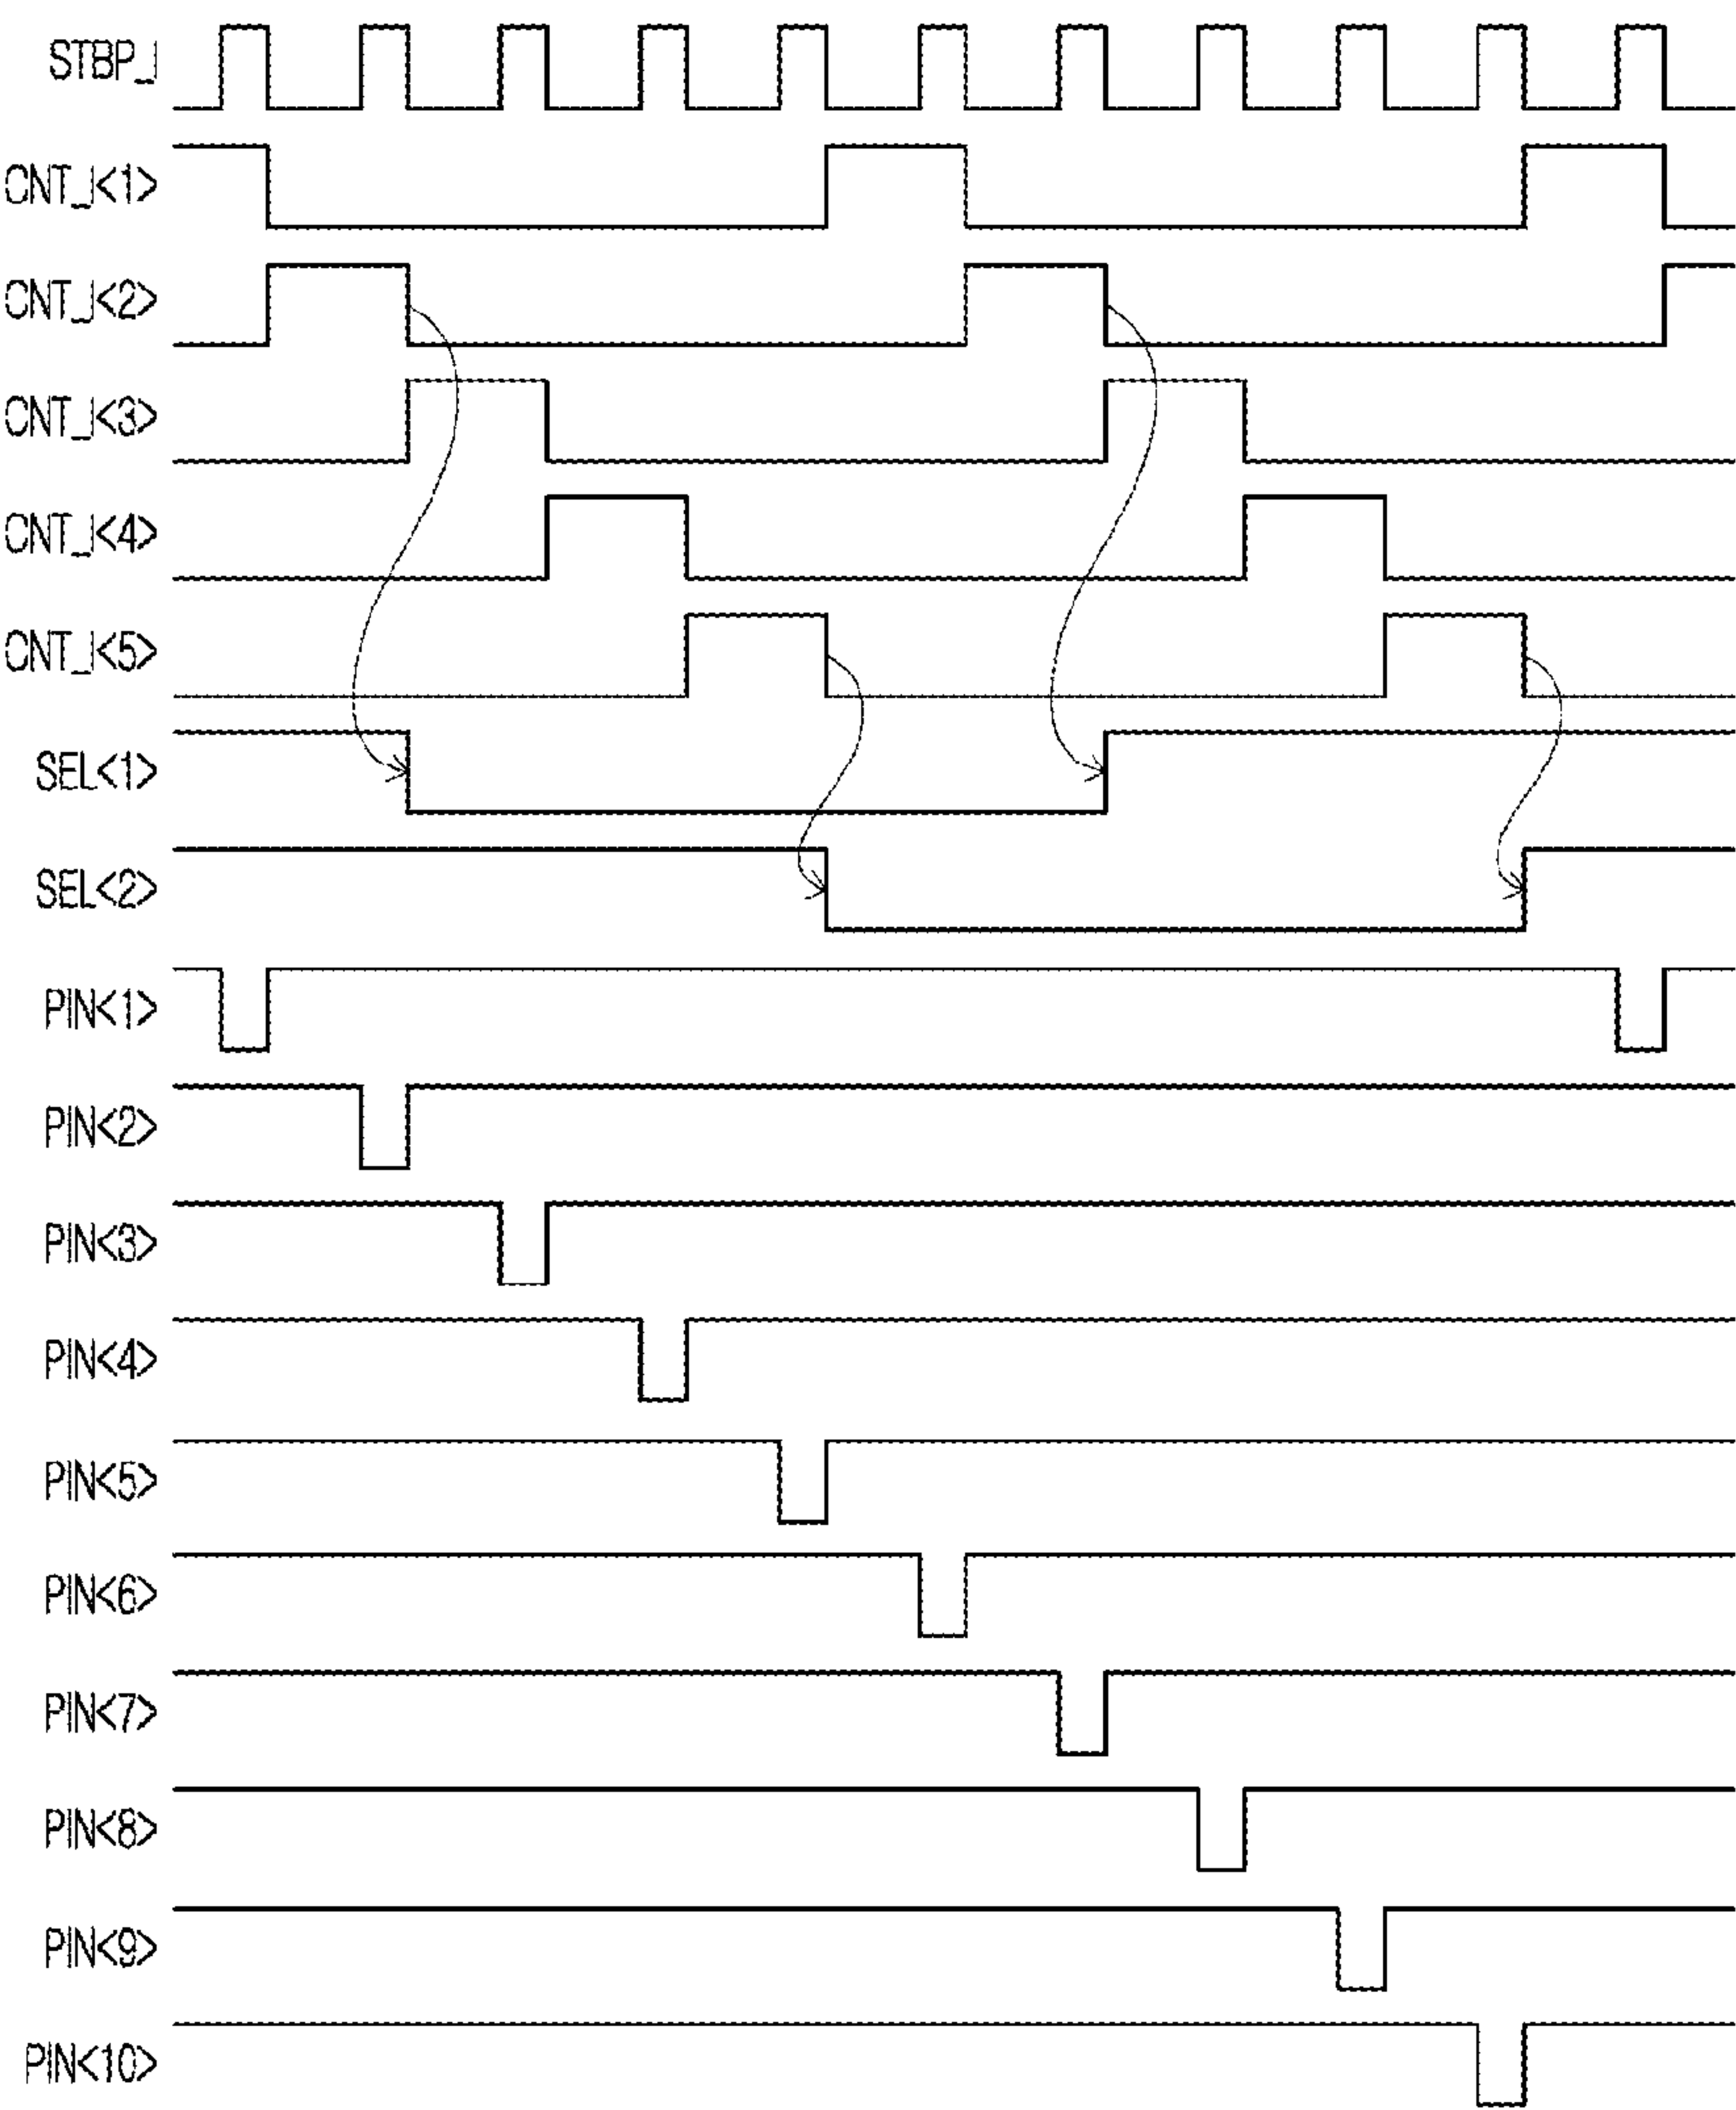 STBP_I
CNT_I<1>
CNT_I<2>
CNT_I<3>
CNT_I<4>
CNT_I<5>
SEL<1>
SEL<2>
PIN<1>
PIN<2>
PIN<3>
PIN<4>
PIN<5>
PIN<6>
PIN<7>
PIN<8>
PIN<9>
PIN<10>